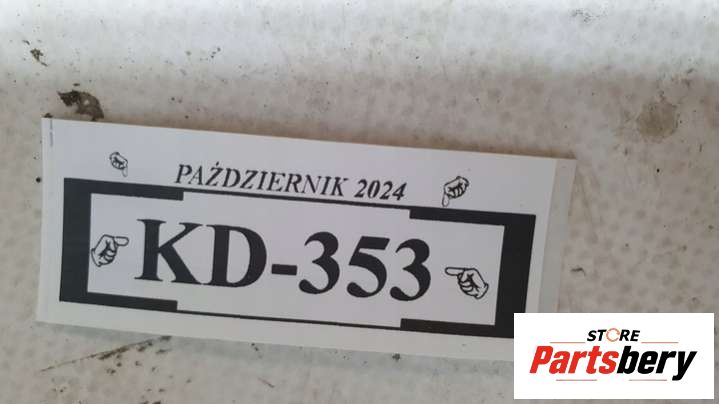 PAŹDZIERNIK 2024
KD-353
STORE
Partsbery